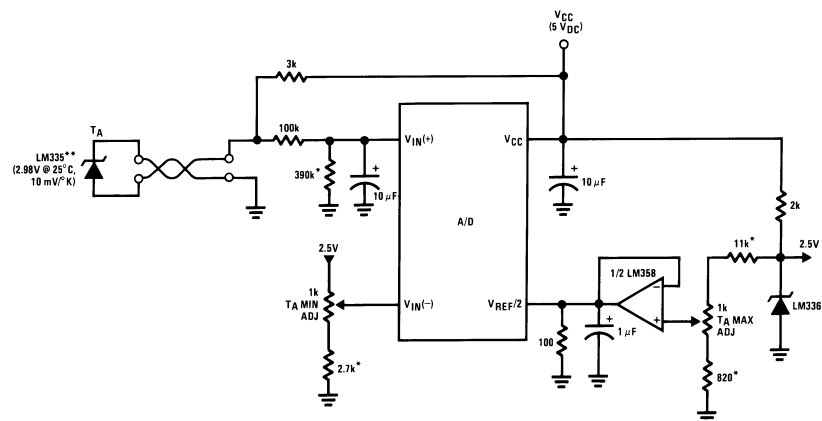 VCC
(5 VDC)
3k
TA
100k
LM335**
(2.98V @ 25°C,
10 mV/°K)
390k*
+
10 µF
VIN(+)
VCC
A/D
+
10 µF
2k
2.5V
1k
TA MIN
ADJ
VIN(−)
VREF/2
2.7k*
100
+
1 µF
1/2 LM358
−
+
11k*
2.5V
1k
TA MAX
ADJ
LM336
820*